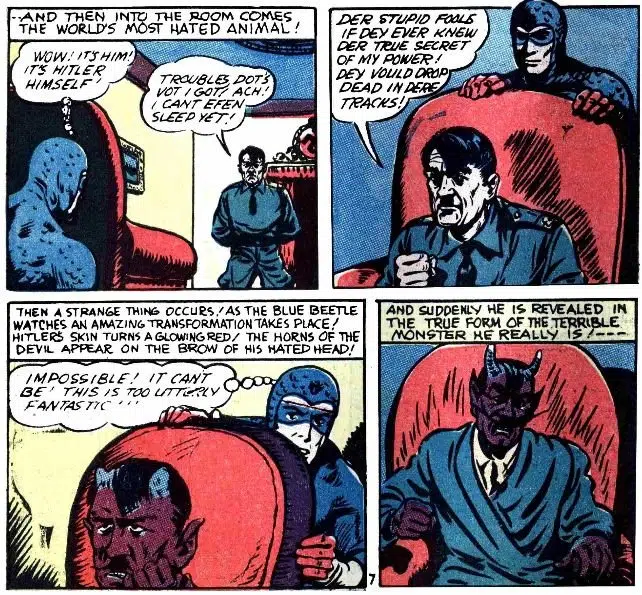 --AND THEN INTO THE ROOM COMES
THE WORLD'S MOST HATED ANIMAL!
WOW! IT'S HIM!
IT'S HITLER
HIMSELF!
TROUBLES DOT'S
VOT I GOT! ACH!
I CANT EFEN
SLEEP YET!
DER STUPID FOOLS
IF DEY EVER KNEW
DER TRUE SECRET
OF MY POWER!
DEY VOULD DROP
DEAD IN DERE
TRACKS!
THEN A STRANGE THING OCCURS! AS THE BLUE BEETLE
WATCHES AN AMAZING TRANSFORMATION TAKES PLACE!
HITLER'S SKIN TURNS A GLOWING RED! THE HORNS OF THE
DEVIL APPEAR ON THE BROW OF HIS HATED HEAD!
IMPOSSIBLE! IT CAN'T
BE! THIS IS TOO UTTERLY
FANTASTIC!!!
AND SUDDENLY HE IS REVEALED IN
THE TRUE FORM OF THE TERRIBLE
MONSTER HE REALLY IS!---
7